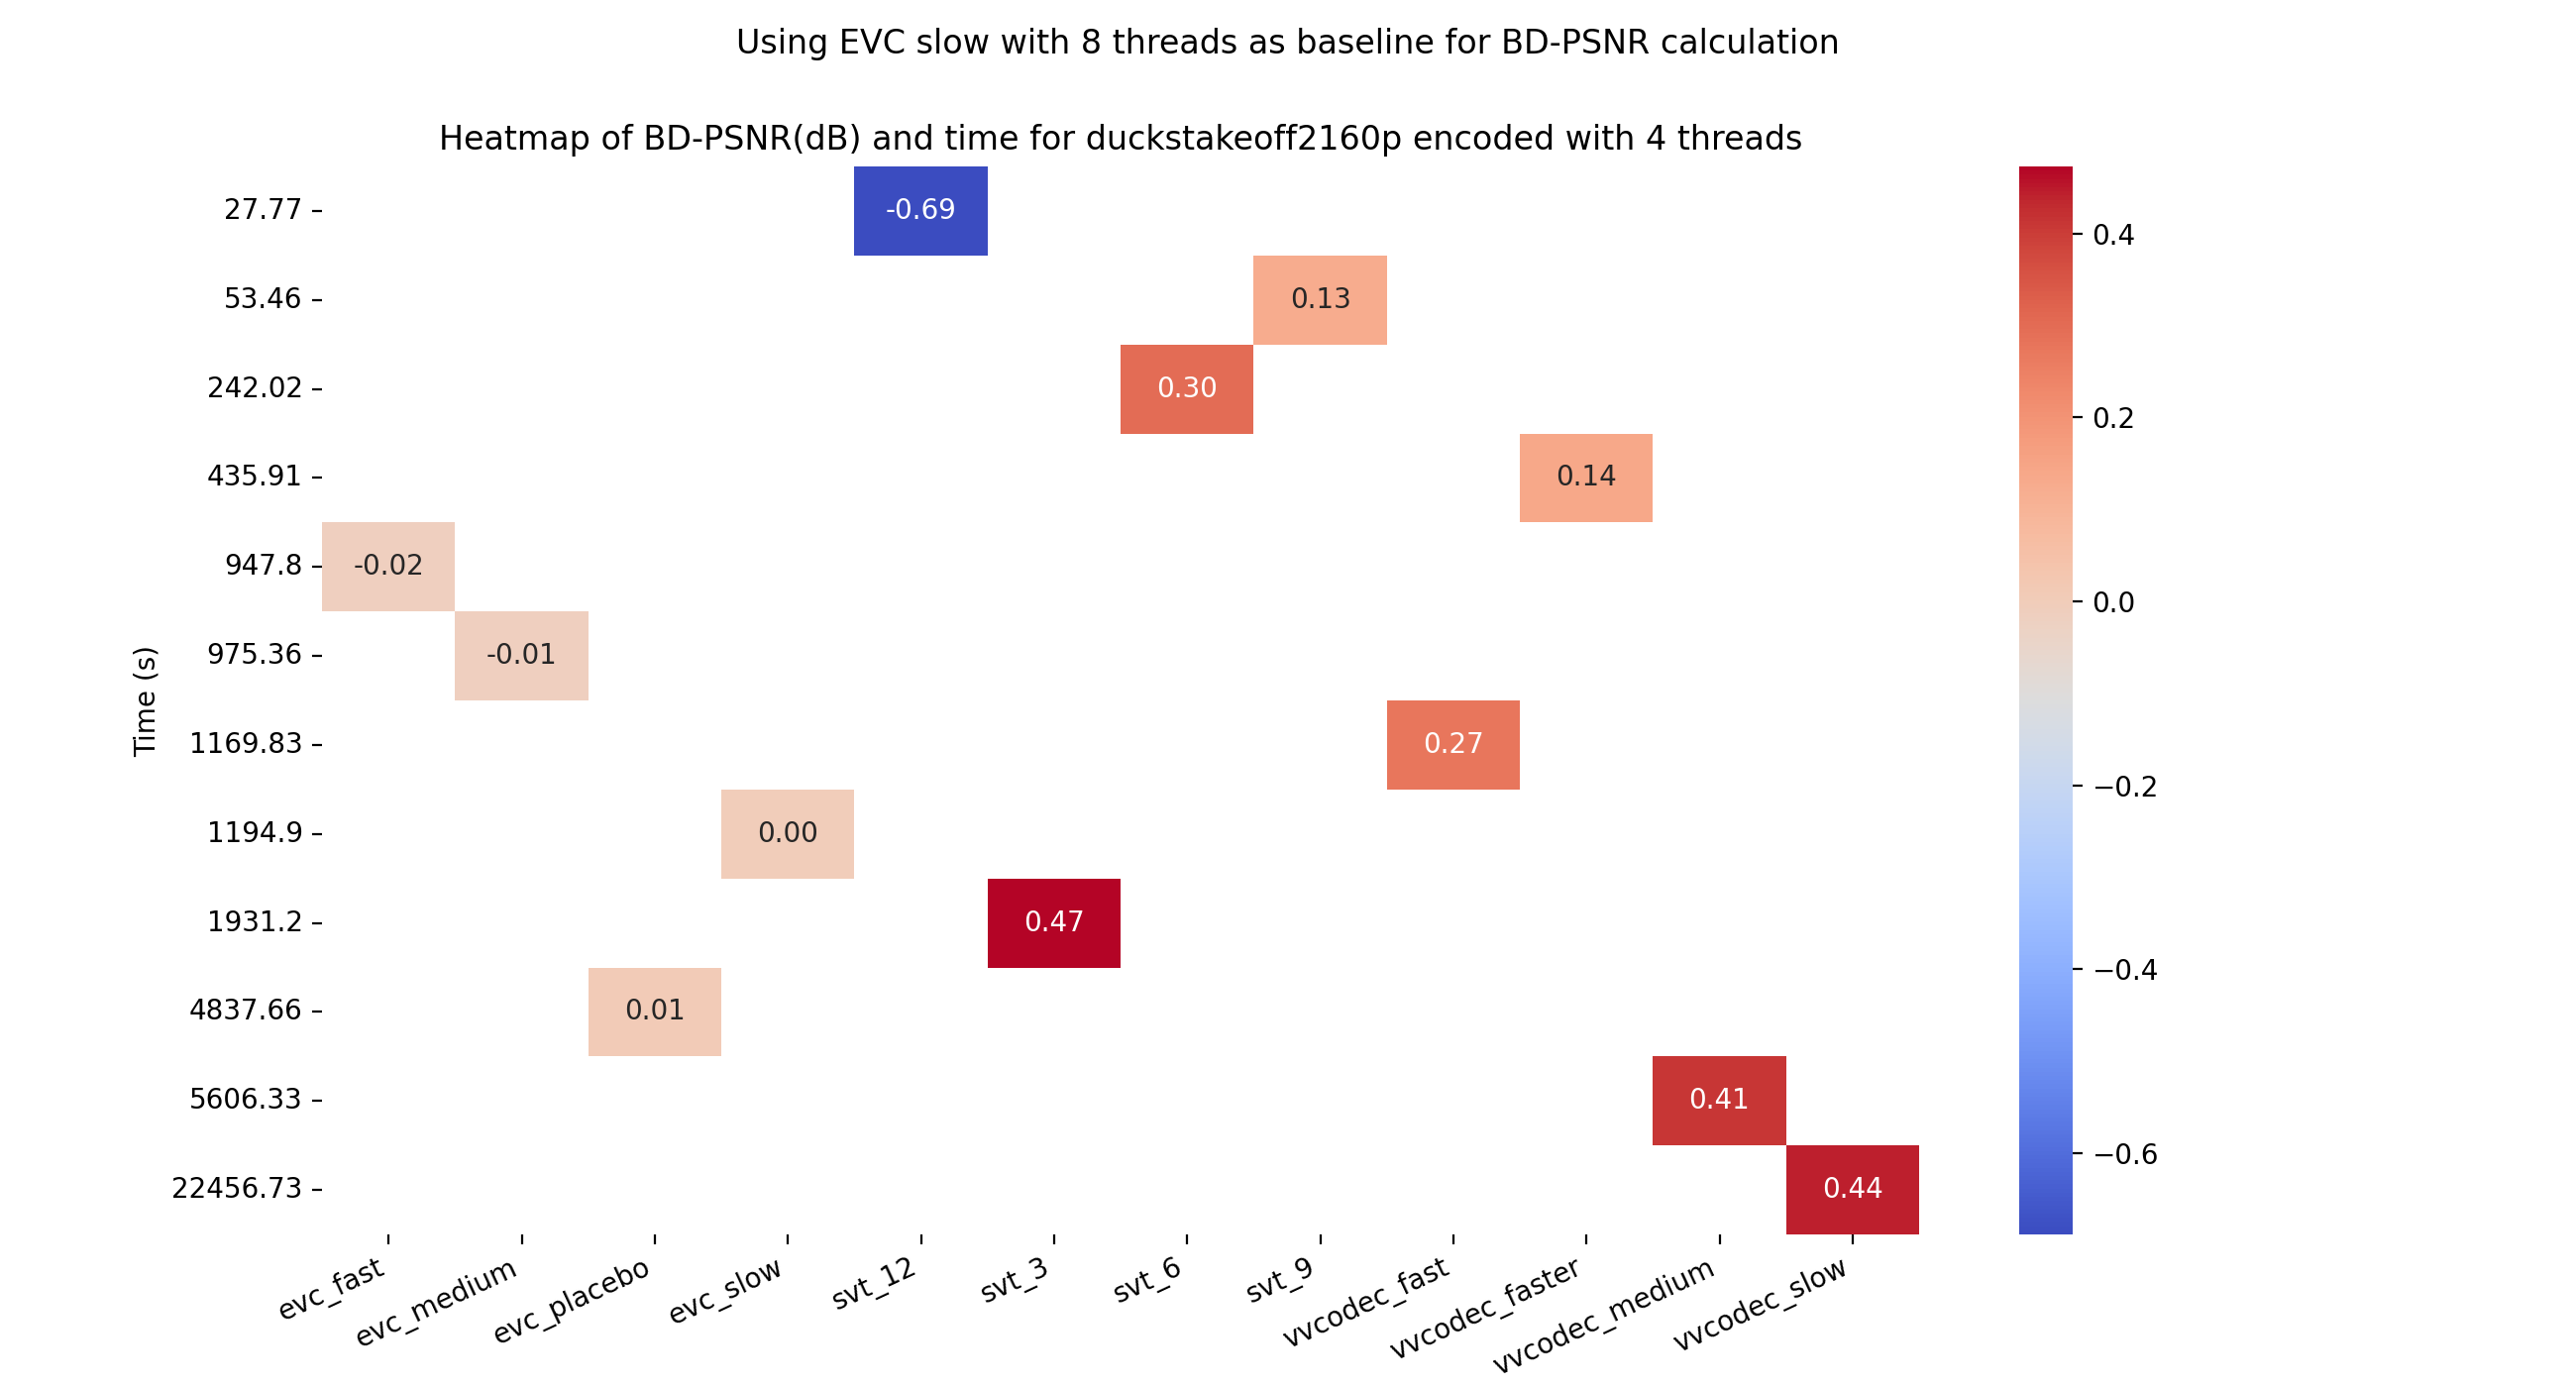 Using EVC slow with 8 threads as baseline for BD-PSNR calculation
Heatmap of BD-PSNR(dB) and time for duckstakeoff2160p encoded with 4 threads
Time (s)
27.77
-0.69
53.46
0.13
242.02
0.30
435.91
0.14
947.8
-0.02
975.36
-0.01
1169.83
0.27
1194.9
0.00
1931.2
0.47
4837.66
0.01
5606.33
0.41
22456.73
0.44
evc_fast
evc_medium
evc_placebo
evc_slow
svt_12
svt_3
svt_6
svt_9
vvcodec_fast
vvcodec_faster
vvcodec_medium
vvcodec_slow
0.4
0.2
0.0
−0.2
−0.4
−0.6